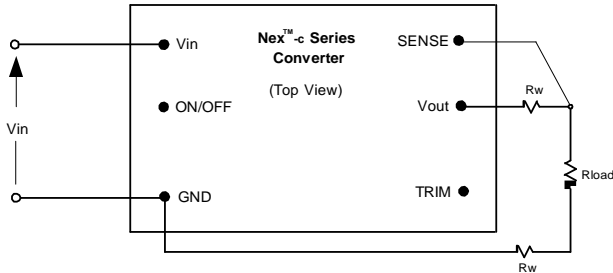 Nex™-c Series
Converter
(Top View)
Vin
SENSE
ON/OFF
Vout
Rw
Vin
Rload
GND
TRIM
Rw